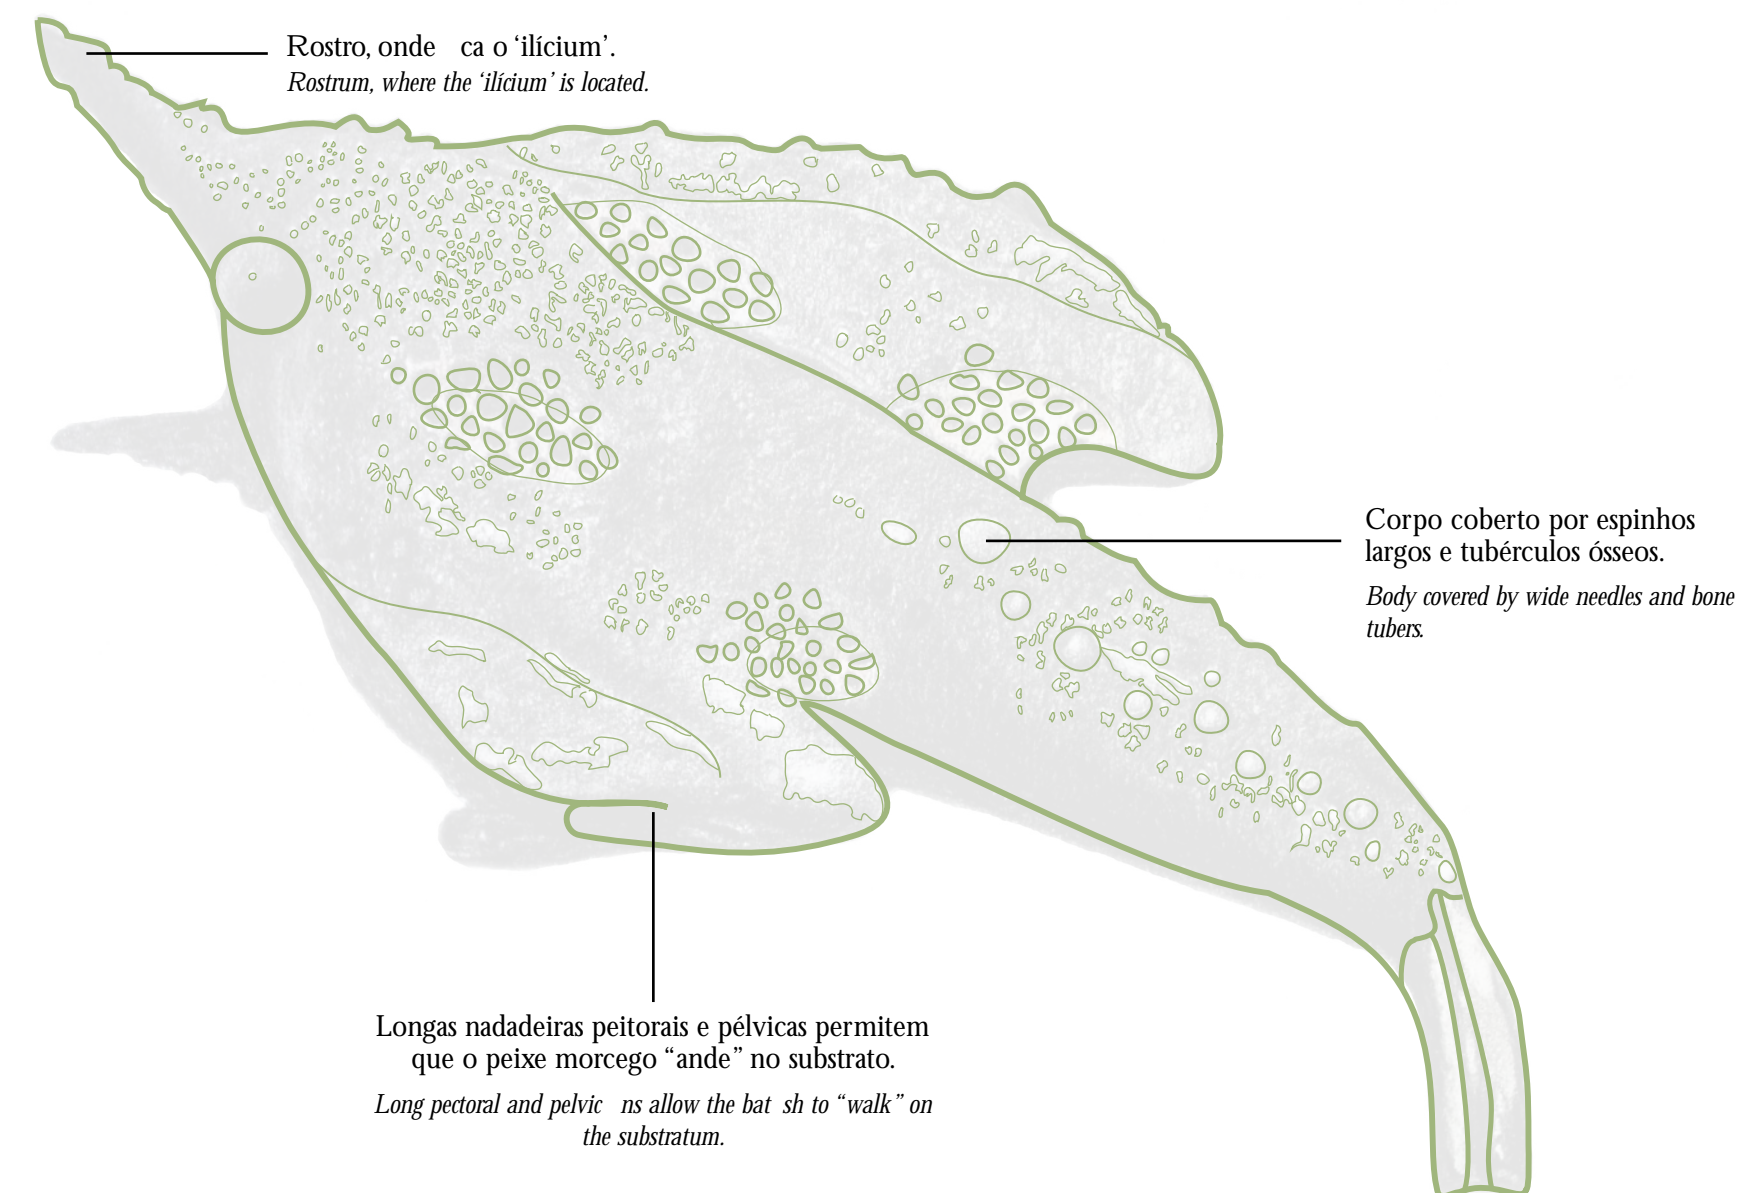 Rostro, onde ca o ‘ilícium’.
Rostrum, where the ‘ilícium’ is located.
Corpo coberto por espinhos
largos e tubérculos ósseos.
Body covered by wide needles and bone
tubers.
Longas nadadeiras peitorais e pélvicas permitem
que o peixe morcego “ande” no substrato.
Long pectoral and pelvic ns allow the bat sh to “walk” on
the substratum.